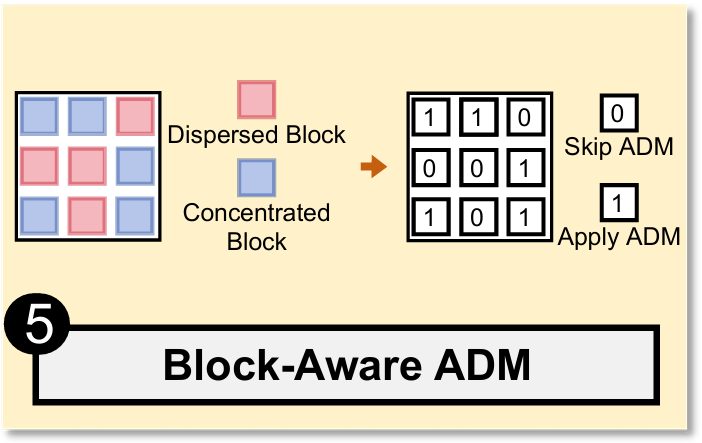 Dispersed Block
Concentrated
Block
1 1 0
0 0 1
1 0 1
0
Skip ADM
1
Apply ADM
5
Block-Aware ADM